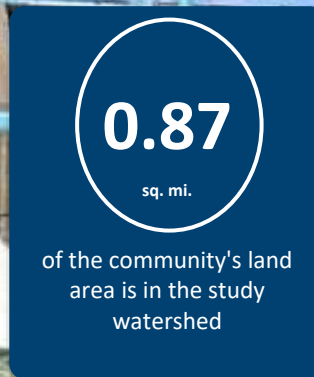 0.87
sq. mi.
of the community's land
area is in the study
watershed